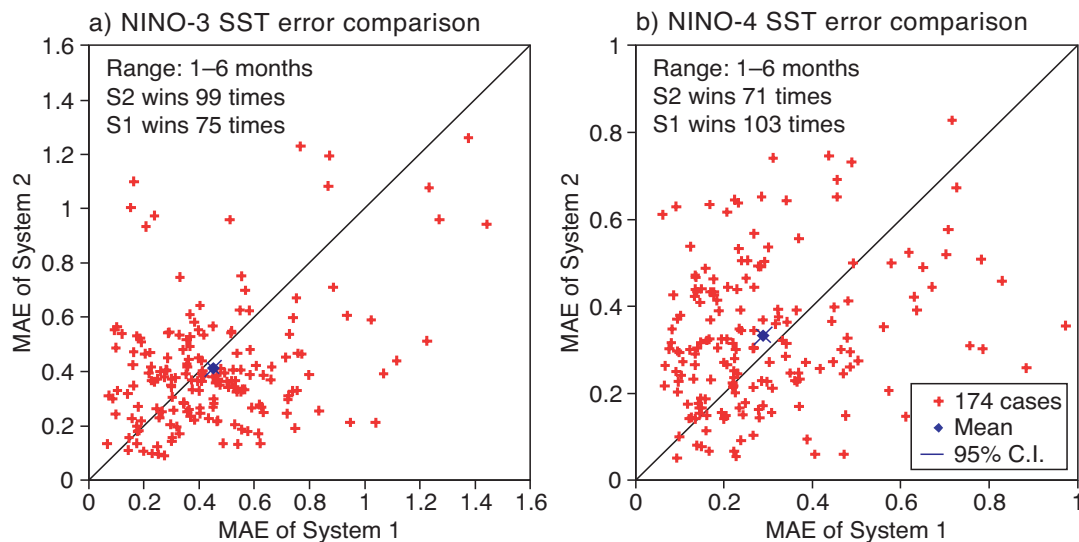 a) NINO-3 SST error comparison
1.6
1.4
1.2
1
0.8
0.6
0.4
0.2
0
MAE of System 2
Range: 1–6 months
S2 wins 99 times
S1 wins 75 times
0 0.2 0.4 0.6 0.8 1 1.2 1.4 1.6
MAE of System 1
b) NINO-4 SST error comparison
1
0.8
0.6
0.4
0.2
0
MAE of System 2
Range: 1–6 months
S2 wins 71 times
S1 wins 103 times
174 cases
Mean
95% C.I.
0 0.2 0.4 0.6 0.8 1
MAE of System 1